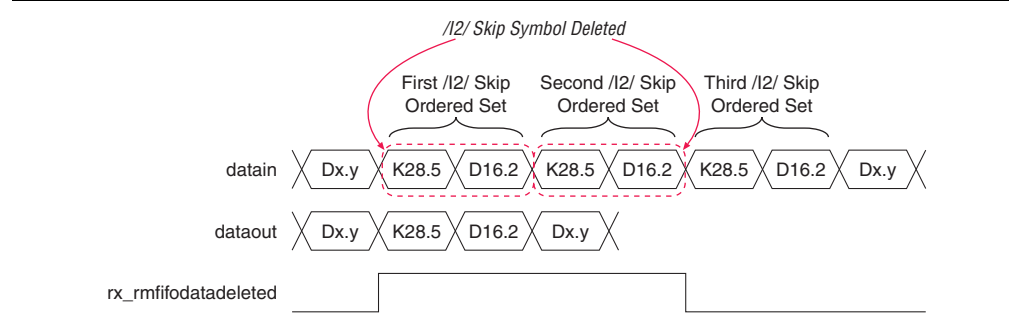 /I2/ Skip Symbol Deleted
First /I2/ Skip Ordered Set
Second /I2/ Skip Ordered Set
Third /I2/ Skip Ordered Set
datain Dx.y K28.5 D16.2 K28.5 D16.2 K28.5 D16.2 Dx.y
dataout Dx.y K28.5 D16.2 Dx.y
rx_rmfifodatadeleted